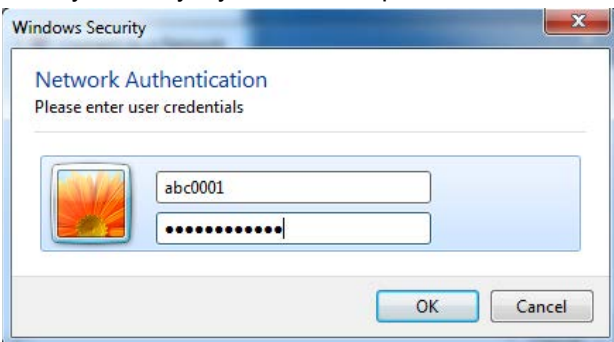 Windows Security
Network Authentication
Please enter user credentials
abc0001
●●●●●●●●●●●●
OK Cancel